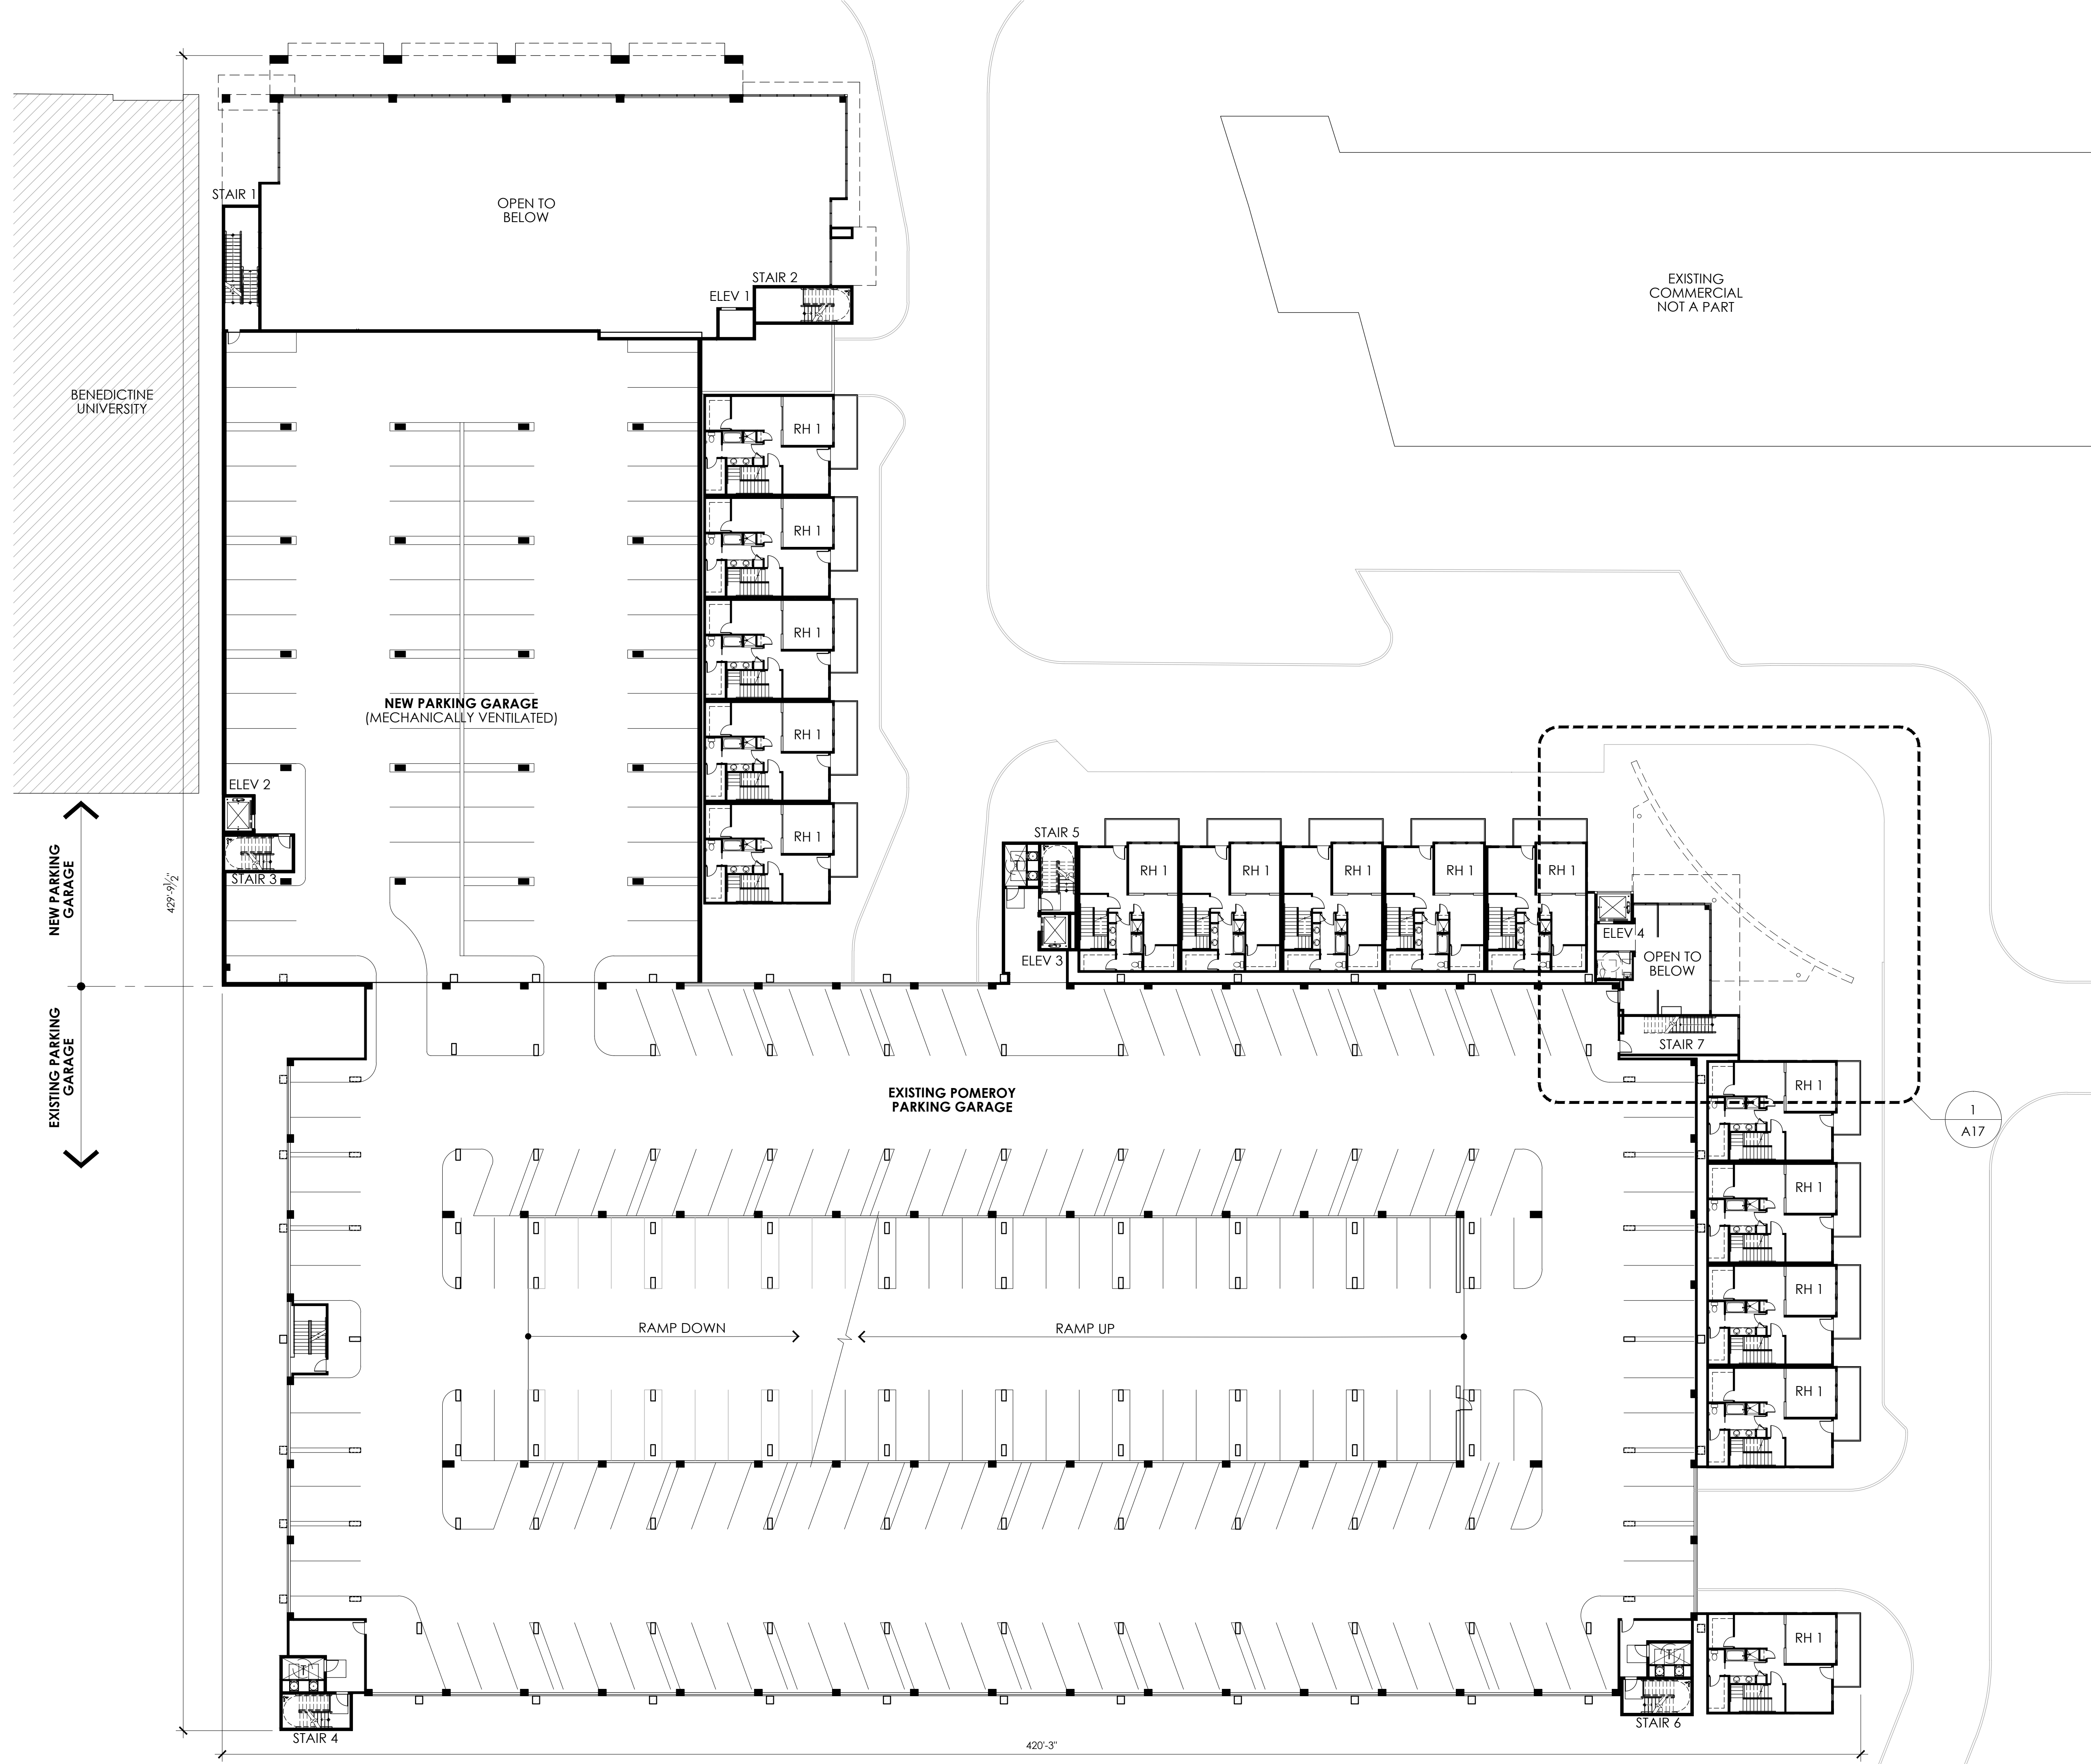 STAIR 1
OPEN TO
BELOW
STAIR 2
ELEV 1
EXISTING
COMMERCIAL
NOT A PART
BENEDICTINE
UNIVERSITY
RH 1
RH 1
RH 1
RH 1
RH 1
NEW PARKING GARAGE
(MECHANICALLY VENTILATED)
ELEV 2
STAIR 3
NEW PARKING
GARAGE
429'-9½"
EXISTING PARKING
GARAGE
STAIR 5
RH 1
RH 1
RH 1
RH 1
RH 1
ELEV 3
ELEV 4
OPEN TO
BELOW
STAIR 7
EXISTING POMEROY
PARKING GARAGE
RH 1
1
A17
RH 1
RH 1
RH 1
RAMP DOWN
RAMP UP
RH 1
STAIR 4
STAIR 6
420'-3"